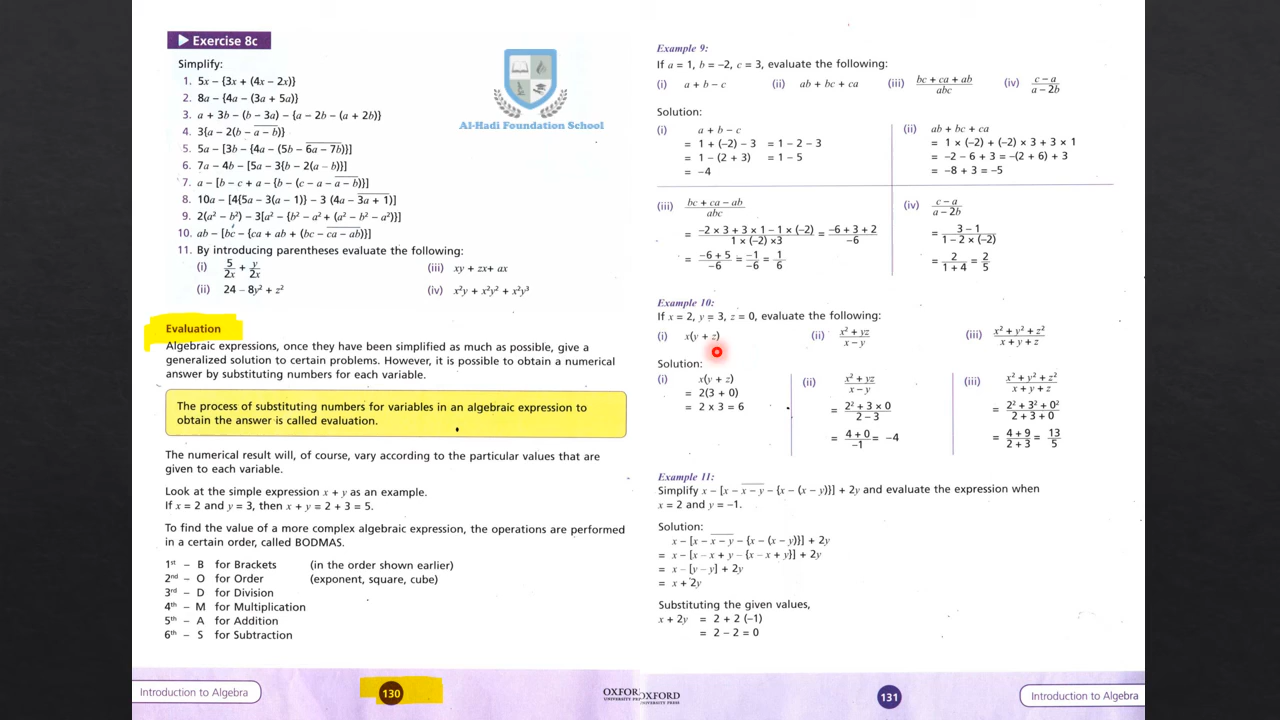 ▶ Exercise 8c
Simplify:
1. 5x – {3x + (4x – 2x)}
2. 8a – {4a – (3a + 5a)}
3. a + 3b – (b – 3a) – {a – 2b – (a + 2b)}
4. 3{a – 2(b – a̅ ̅–̅ ̅b̅)}
5. 5a – [3b – {4a – (5b – 6̅a̅ ̅–̅ ̅7̅b̅)}]
6. 7a – 4b – [5a – 3{b – 2(a – b)}]
7. a – [b – c + a – {b – (c – a – a̅ ̅–̅ ̅b̅)}]
8. 10a – [4{5a – 3(a – 1)} – 3 (4a – 3̅a̅ ̅+̅ ̅1̅)]
9. 2(a² – b²) – 3[a² – {b² – a² + (a² – b² – a²)}]
10. ab – [bc – {ca + ab + (bc – c̅a̅ ̅–̅ ̅a̅b̅)}]
11. By introducing parentheses evaluate the following:
(i) 5/2x + y/2x (iii) xy + zx+ ax
(ii) 24 – 8y² + z² (iv) x²y + x²y² + x²y³
Al-Hadi Foundation School
Evaluation
Algebraic expressions, once they have been simplified as much as possible, give a
generalized solution to certain problems. However, it is possible to obtain a numerical
answer by substituting numbers for each variable.
The process of substituting numbers for variables in an algebraic expression to
obtain the answer is called evaluation.
The numerical result will, of course, vary according to the particular values that are
given to each variable.
Look at the simple expression x + y as an example.
If x = 2 and y = 3, then x + y = 2 + 3 = 5.
To find the value of a more complex algebraic expression, the operations are performed
in a certain order, called BODMAS.
1st – B for Brackets (in the order shown earlier)
2nd – O for Order (exponent, square, cube)
3rd – D for Division
4th – M for Multiplication
5th – A for Addition
6th – S for Subtraction
Introduction to Algebra
130
Example 9:
If a = 1, b = –2, c = 3, evaluate the following:
(i) a + b – c (ii) ab + bc + ca (iii) bc + ca + ab/abc (iv) c – a/a – 2b
Solution:
(i) a + b – c
= 1 + (–2) – 3 = 1 – 2 – 3
= 1 – (2 + 3) = 1 – 5
= –4
(ii) ab + bc + ca
= 1 × (–2) + (–2) × 3 + 3 × 1
= –2 – 6 + 3 = –(2 + 6) + 3
= –8 + 3 = –5
(iii) bc + ca – ab/abc
= –2 × 3 + 3 × 1 – 1 × (–2)/1 × (–2) ×3 = –6 + 3 + 2/–6
= –6 + 5/–6 = –1/–6 = 1/6
(iv) c – a/a – 2b
= 3 – 1/1 – 2 × (–2)
= 2/1 + 4 = 2/5
Example 10:
If x = 2, y = 3, z = 0, evaluate the following:
(i) x(y + z) (ii) x² + yz/x – y (iii) x² + y² + z²/x + y + z
Solution:
(i) x(y + z)
= 2(3 + 0)
= 2 x 3 = 6
(ii) x² + yz/x – y
= 2² + 3 × 0/2 – 3
= 4 + 0/–1 = –4
(iii) x² + y² + z²/x + y + z
= 2² + 3² + 0²/2 + 3 + 0
= 4 + 9/2 + 3 = 13/5
Example 11:
Simplify x – [x – x̅ ̅–̅ ̅y̅ – {x – (x – y)}] + 2y and evaluate the expression when
x = 2 and y = –1.
Solution:
x – [x – x̅ ̅–̅ ̅y̅ – {x – (x – y)}] + 2y
= x – [x – x + y – {x – x + y}] + 2y
= x – [y – y] + 2y
= x + 2y
Substituting the given values,
x + 2y = 2 + 2 (–1)
= 2 – 2 = 0
OXFORD
UNIVERSITY PRESS
131
Introduction to Algebra